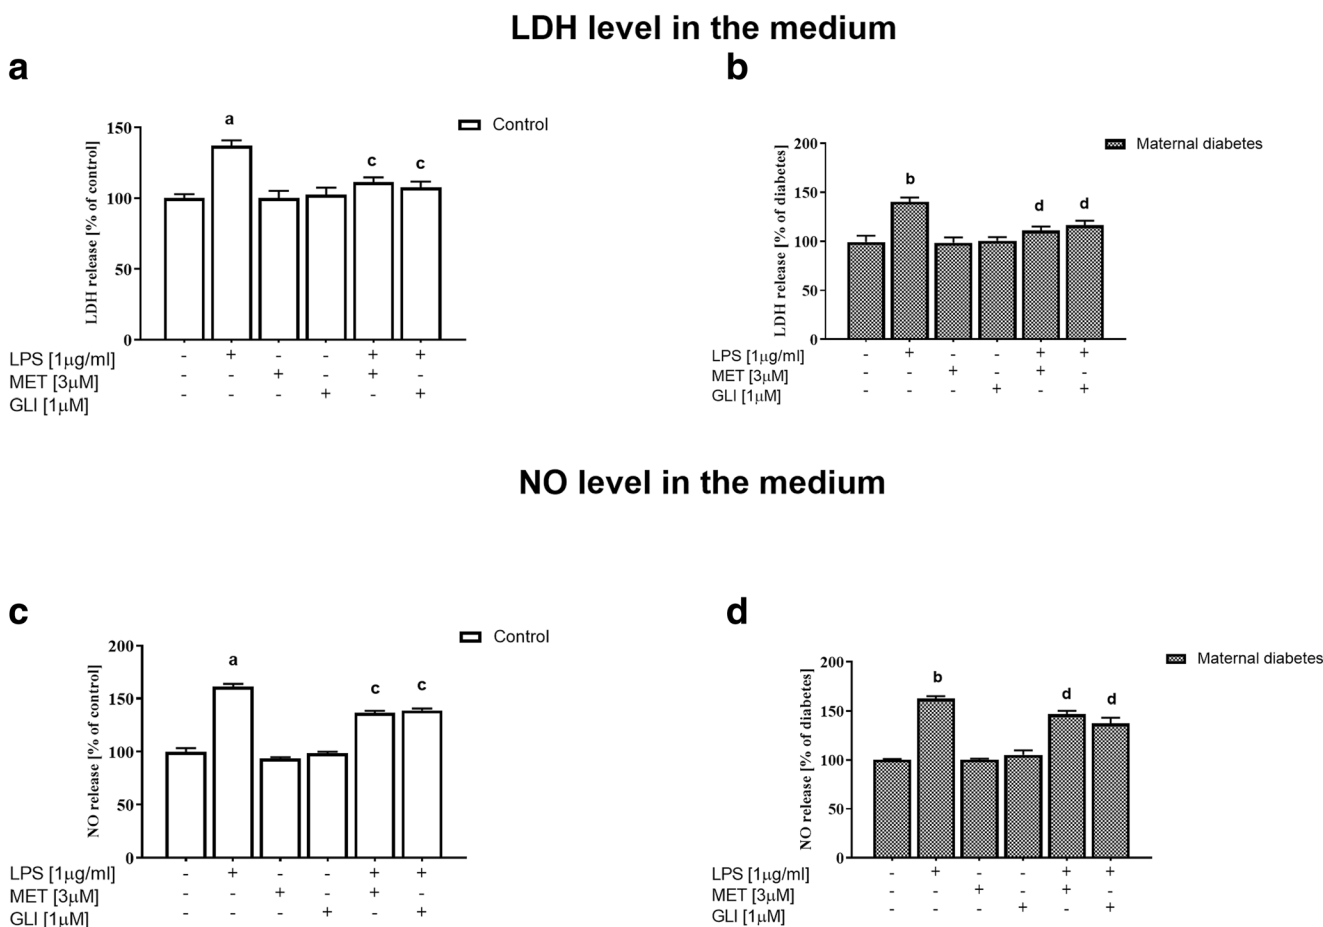 LDH level in the medium
a
150
100
50
0
LDH release [% of control]
a
c
c
Control
LPS [1μg/ml] - + - - + +
MET [3μM] - - + - + -
GLI [1μM] - - - + - +
b
200
150
100
50
0
LDH release [% of diabetes]
b
d
d
Maternal diabetes
LPS [1μg/ml] - + - - + +
MET [3μM] - - + - + -
GLI [1μM] - - - + - +
NO level in the medium
c
200
150
100
50
0
NO release [% of control]
a
c
c
Control
LPS [1μg/ml] - + - - + +
MET [3μM] - - + - + -
GLI [1μM] - - - + - +
d
200
150
100
50
0
NO release [% of diabetes]
b
d
d
Maternal diabetes
LPS [1μg/ml] - + - - + +
MET [3μM] - - + - + -
GLI [1μM] - - - + - +